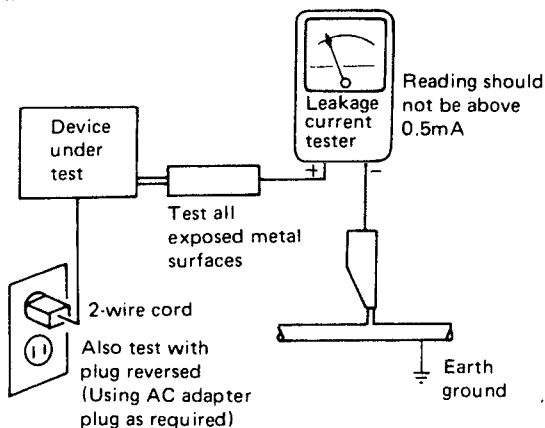 Leakage
current
tester
+ −
Reading should
not be above
0.5mA
Device
under
test
Test all
exposed metal
surfaces
2-wire cord
Also test with
plug reversed
(Using AC adapter
plug as required)
Earth
ground